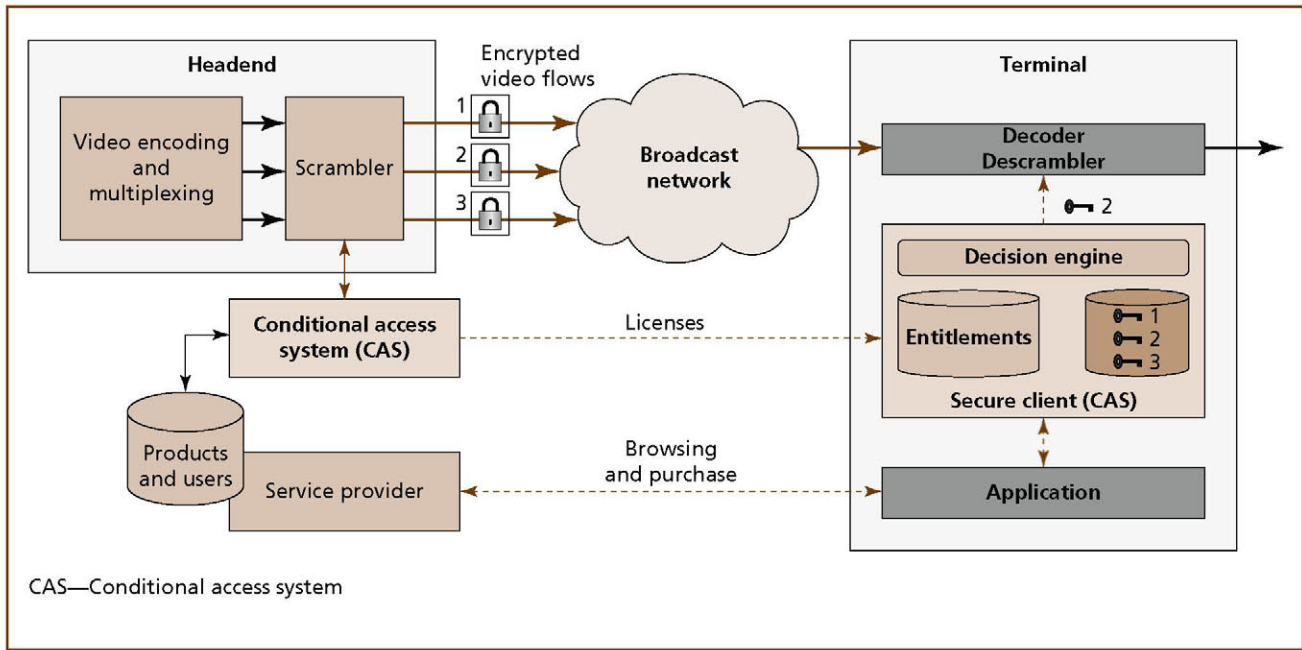 Headend
Video encoding
and
multiplexing
Scrambler
Encrypted
video flows
1
2
3
Broadcast
network
Terminal
Decoder
Descrambler
2
Decision engine
Entitlements
1
2
3
Secure client (CAS)
Conditional access
system (CAS)
Licenses
Products
and users
Service provider
Browsing
and purchase
Application
CAS—Conditional access system